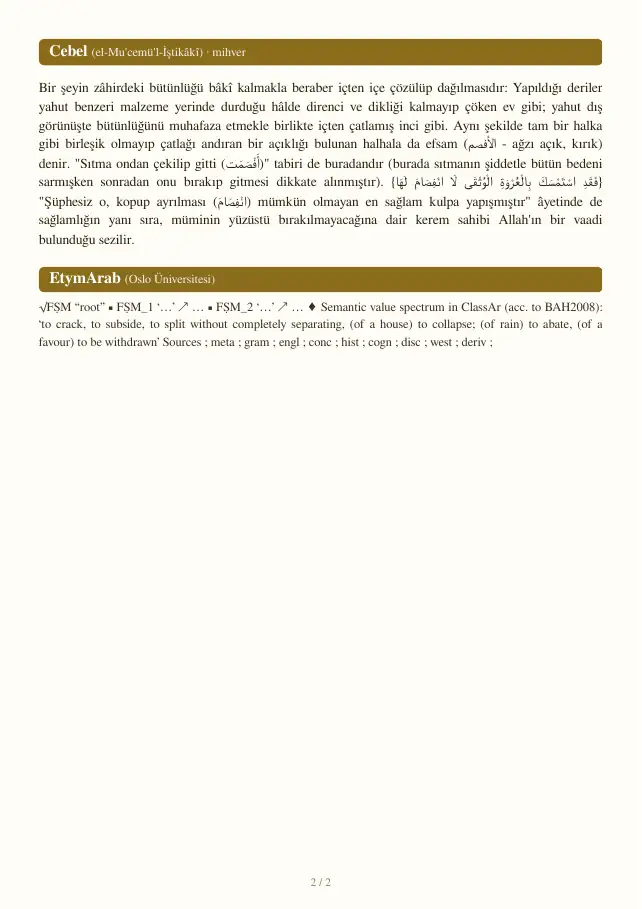 Cebel (el-Mu'cemü'l-İştikâkî) · mihver
Bir şeyin zâhirdeki bütünlüğü bâkî kalmakla beraber içten içe çözülüp dağılmasıdır: Yapıldığı deriler
yahut benzeri malzeme yerinde durduğu hâlde direnci ve dikliği kalmayıp çöken ev gibi; yahut dış
görünüşte bütünlüğünü muhafaza etmekle birlikte içten çatlamış inci gibi. Aynı şekilde tam bir halka
gibi birleşik olmayıp çatlağı andıran bir açıklığı bulunan halhala da efsam (الأفصم - ağzı açık, kırık)
denir. "Sıtma ondan çekilip gitti (أَفْصَمَت)" tabiri de buradandır (burada sıtmanın şiddetle bütün bedeni
sarmışken sonradan onu bırakıp gitmesi dikkate alınmıştır). {فَقَدِ اسْتَمْسَكَ بِالْعُرْوَةِ الْوُثْقَى لَا انْفِصَامَ لَهَا}
"Şüphesiz o, kopup ayrılması (انْفِصَامَ) mümkün olmayan en sağlam kulpa yapışmıştır" âyetinde de
sağlamlığın yanı sıra, müminin yüzüstü bırakılmayacağına dair kerem sahibi Allah'ın bir vaadi
bulunduğu sezilir.
EtymArab (Oslo Üniversitesi)
√FṢM “root” ▪ FṢM_1 ‘…’ ↗ … ▪ FṢM_2 ‘…’ ↗ … ♦ Semantic value spectrum in ClassAr (acc. to BAH2008):
‘to crack, to subside, to split without completely separating, (of a house) to collapse; (of rain) to abate, (of a
favour) to be withdrawn’ Sources ; meta ; gram ; engl ; conc ; hist ; cogn ; disc ; west ; deriv ;
2 / 2